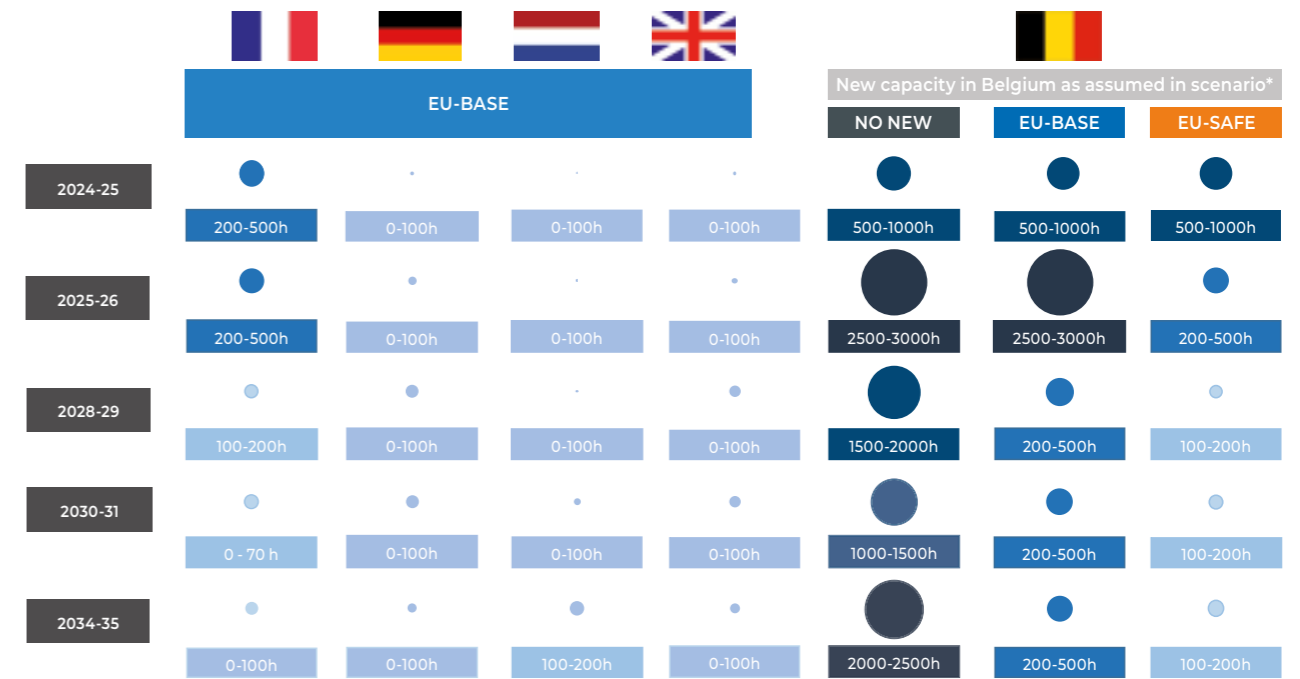 EU-BASE
New capacity in Belgium as assumed in scenario*
NO NEW EU-BASE EU-SAFE
2024-25
200-500h 0-100h 0-100h 0-100h 500-1000h 500-1000h 500-1000h
2025-26
200-500h 0-100h 0-100h 0-100h 2500-3000h 2500-3000h 200-500h
2028-29
100-200h 0-100h 0-100h 0-100h 1500-2000h 200-500h 100-200h
2030-31
0 - 70 h 0-100h 0-100h 0-100h 1000-1500h 200-500h 100-200h
2034-35
0-100h 0-100h 100-200h 0-100h 2000-2500h 200-500h 100-200h